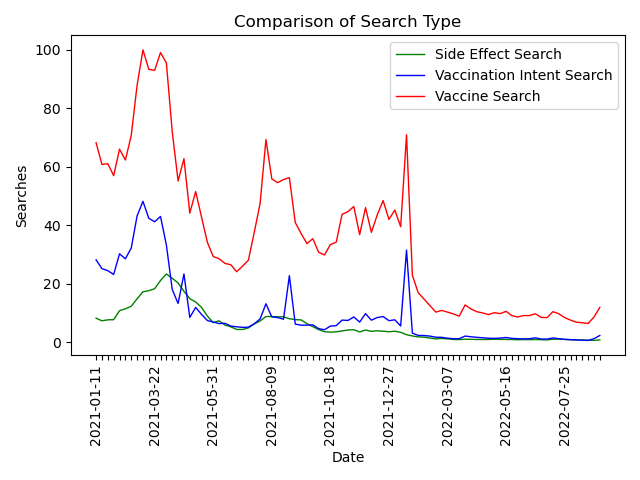 Comparison of Search Type
Side Effect Search
Vaccination Intent Search
Vaccine Search
Searches
100
80
60
40
20
0
2021-01-11
2021-03-22
2021-05-31
2021-08-09
2021-10-18
2021-12-27
2022-03-07
2022-05-16
2022-07-25
Date